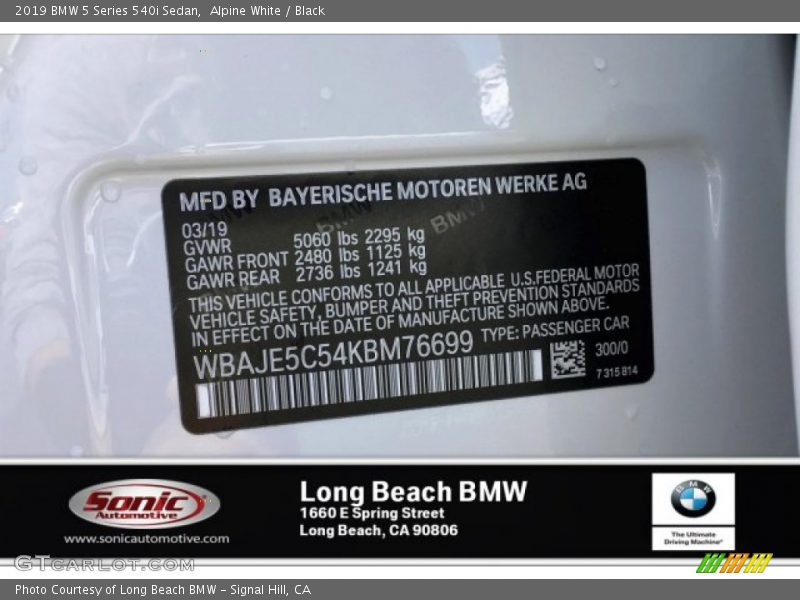 2019 BMW 5 Series 540i Sedan, Alpine White / Black
MFD BY BAYERISCHE MOTOREN WERKE AG
03/19
GVWR 5060 lbs 2295 kg
GAWR FRONT 2480 lbs 1125 kg
GAWR REAR 2736 lbs 1241 kg
THIS VEHICLE CONFORMS TO ALL APPLICABLE U.S.FEDERAL MOTOR
VEHICLE SAFETY, BUMPER AND THEFT PREVENTION STANDARDS
IN EFFECT ON THE DATE OF MANUFACTURE SHOWN ABOVE.
WBAJE5C54KBM76699 TYPE: PASSENGER CAR
300/0
7 315 814
Sonic
Automotive
www.sonicautomotive.com
Long Beach BMW
1660 E Spring Street
Long Beach, CA 90806
BMW
The Ultimate
Driving Machine®
GTcarlot.com
Photo Courtesy of Long Beach BMW - Signal Hill, CA